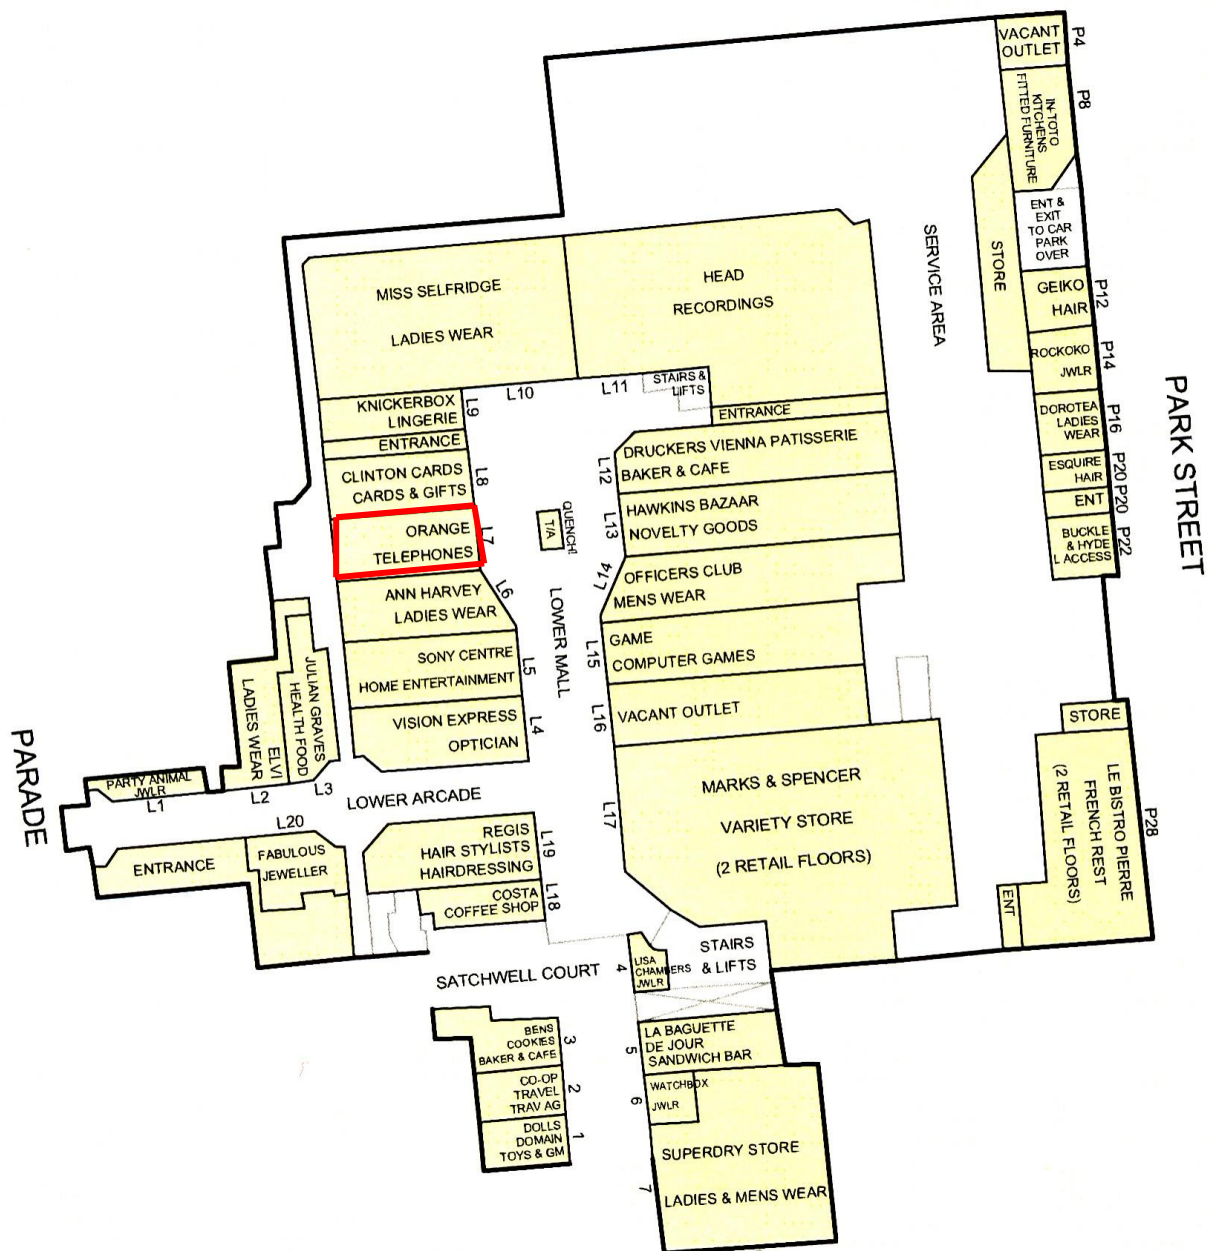 VACANT
OUTLET
P4
IN-TOTO
KITCHENS
FITTED FURNITURE
P8
ENT &
EXIT
TO CAR
PARK
OVER
STORE
SERVICE AREA
GEIKO
HAIR
P12
ROCKOKO
JWLR
P14
DOROTEA
LADIES
WEAR
P16
ESQUIRE
HAIR
P20
ENT
P20
BUCKLE
& HYDE
L ACCESS
P22
PARK STREET
MISS SELFRIDGE
LADIES WEAR
HEAD
RECORDINGS
L10
L11
STAIRS &
LIFTS
ENTRANCE
KNICKERBOX
LINGERIE
L9
ENTRANCE
CLINTON CARDS
CARDS & GIFTS
L8
ORANGE
TELEPHONES
L7
ANN HARVEY
LADIES WEAR
L6
SONY CENTRE
HOME ENTERTAINMENT
L5
VISION EXPRESS
OPTICIAN
L4
QUENCH!
T/A
LOWER MALL
DRUCKERS VIENNA PATISSERIE
BAKER & CAFE
L12
HAWKINS BAZAAR
NOVELTY GOODS
L13
OFFICERS CLUB
MENS WEAR
L14
GAME
COMPUTER GAMES
L15
VACANT OUTLET
L16
MARKS & SPENCER
VARIETY STORE
(2 RETAIL FLOORS)
L17
STORE
LE BISTRO PIERRE
FRENCH REST
(2 RETAIL FLOORS)
P28
ENT
JULIAN GRAVES
HEALTH FOOD
L3
ELVI
LADIES WEAR
L2
PARTY ANIMAL
JWLR
L1
PARADE
LOWER ARCADE
L20
ENTRANCE
FABULOUS
JEWELLER
REGIS
HAIR STYLISTS
HAIRDRESSING
L19
COSTA
COFFEE SHOP
L18
SATCHWELL COURT
LISA
CHAMBERS
JWLR
4
STAIRS
& LIFTS
BENS
COOKIES
BAKER & CAFE
3
CO-OP
TRAVEL
TRAV AG
2
DOLLS
DOMAIN
TOYS & GM
1
LA BAGUETTE
DE JOUR
SANDWICH BAR
5
WATCHBOX
JWLR
6
SUPERDRY STORE
LADIES & MENS WEAR
7